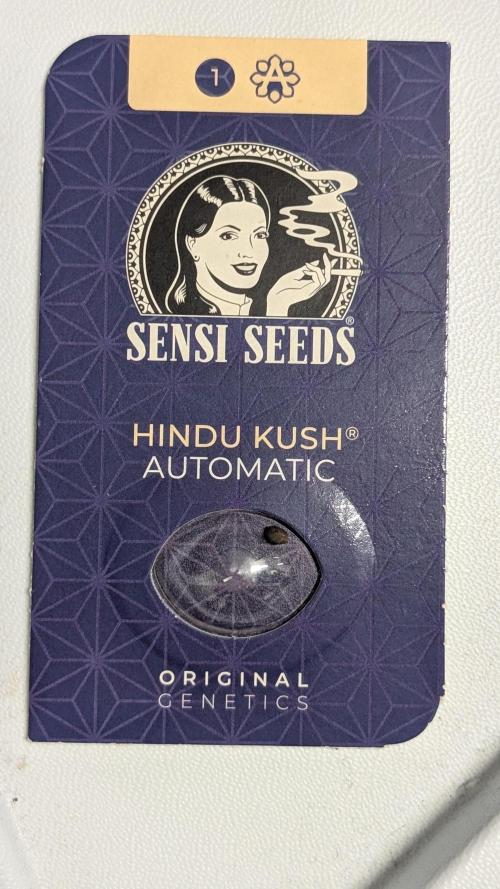 1 A
SENSI SEEDS®
HINDU KUSH®
AUTOMATIC
ORIGINAL
GENETICS